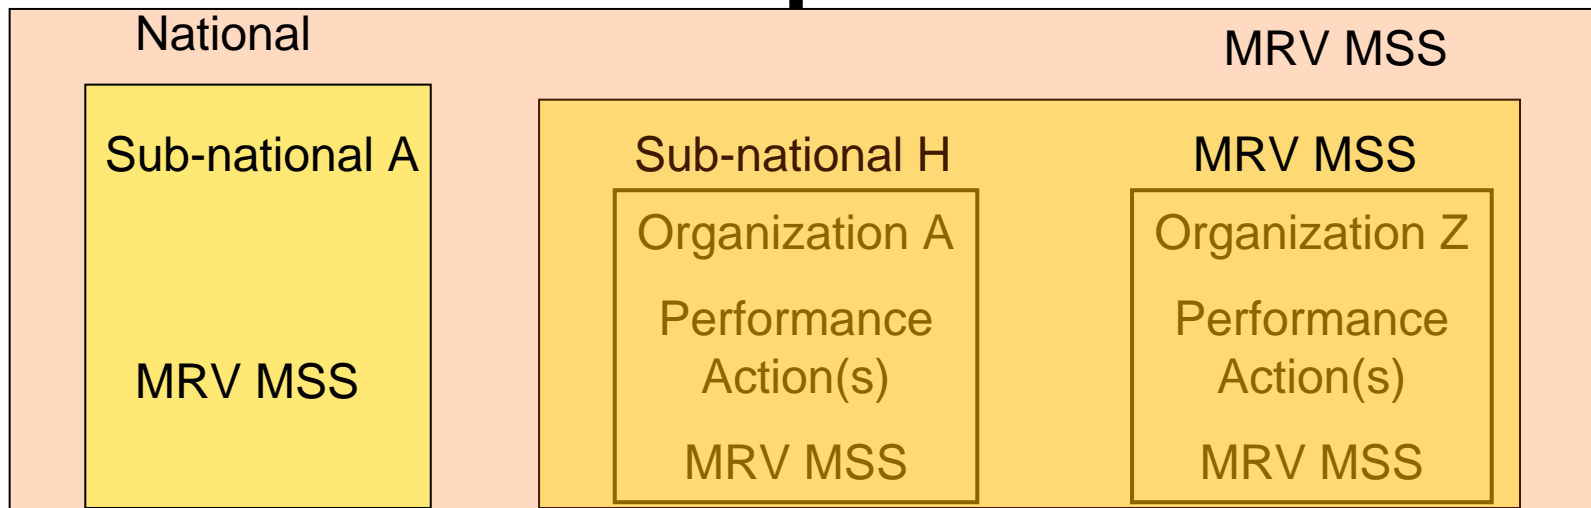 National
MRV MSS
Sub-national A
MRV MSS
Sub-national H
MRV MSS
Organization A
Performance
Action(s)
MRV MSS
Organization Z
Performance
Action(s)
MRV MSS